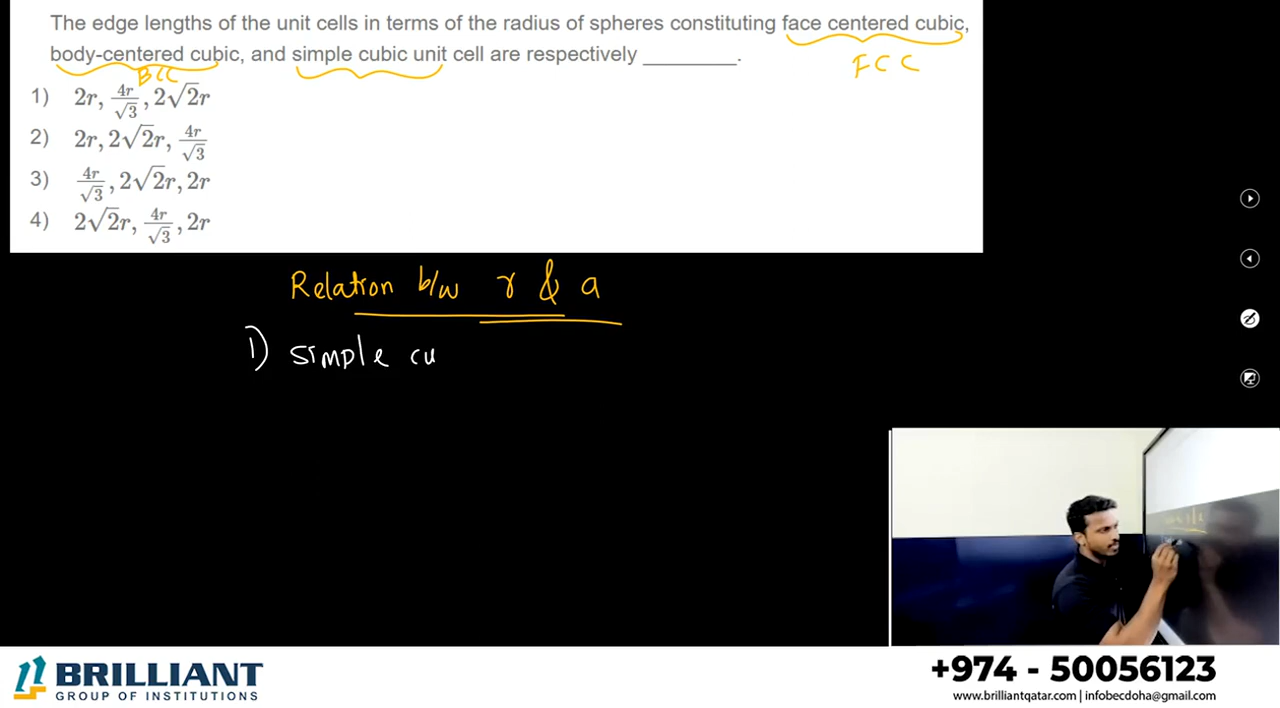 The edge lengths of the unit cells in terms of the radius of spheres constituting face centered cubic,
body-centered cubic, and simple cubic unit cell are respectively _________.
FCC
BCC
1) 2r, 4r/√3, 2√2r
2) 2r, 2√2r, 4r/√3
3) 4r/√3, 2√2r, 2r
4) 2√2r, 4r/√3, 2r
Relation b/w r & a
1) Simple cu
BRILLIANT
GROUP OF INSTITUTIONS
+974 - 50056123
www.brilliantqatar.com | infobecdoha@gmail.com